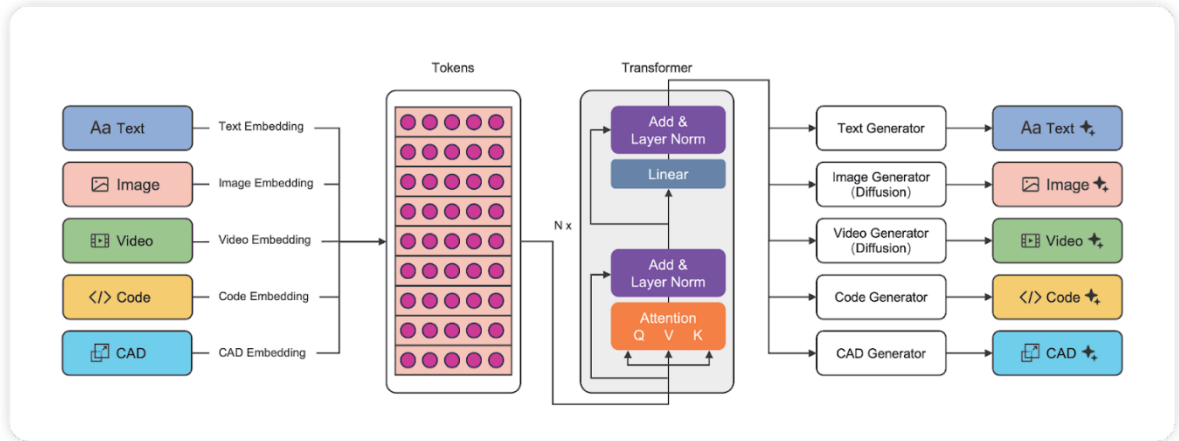 Tokens
Transformer
Aa Text
Text Embedding
Image
Image Embedding
Video
Video Embedding
</> Code
Code Embedding
CAD
CAD Embedding
N x
Add &
Layer Norm
Linear
Add &
Layer Norm
Attention
Q V K
Text Generator
Aa Text
Image Generator
(Diffusion)
Image
Video Generator
(Diffusion)
Video
Code Generator
</> Code
CAD Generator
CAD